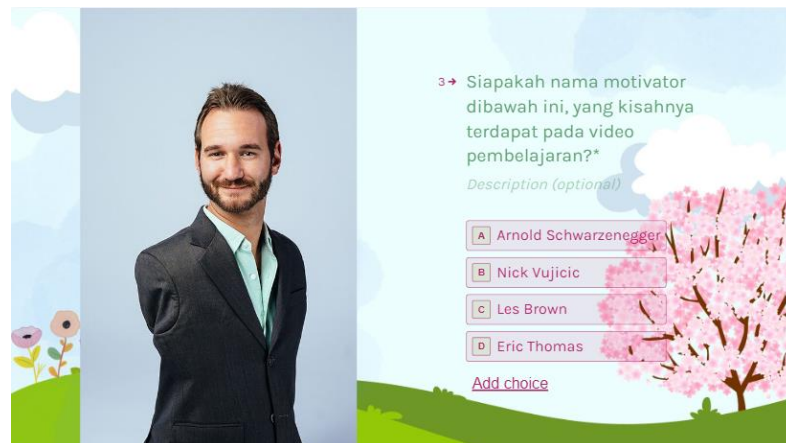 3→ Siapakah nama motivator
dibawah ini, yang kisahnya
terdapat pada video
pembelajaran?*
Description (optional)
A Arnold Schwarzenegger
B Nick Vujicic
C Les Brown
D Eric Thomas
Add choice